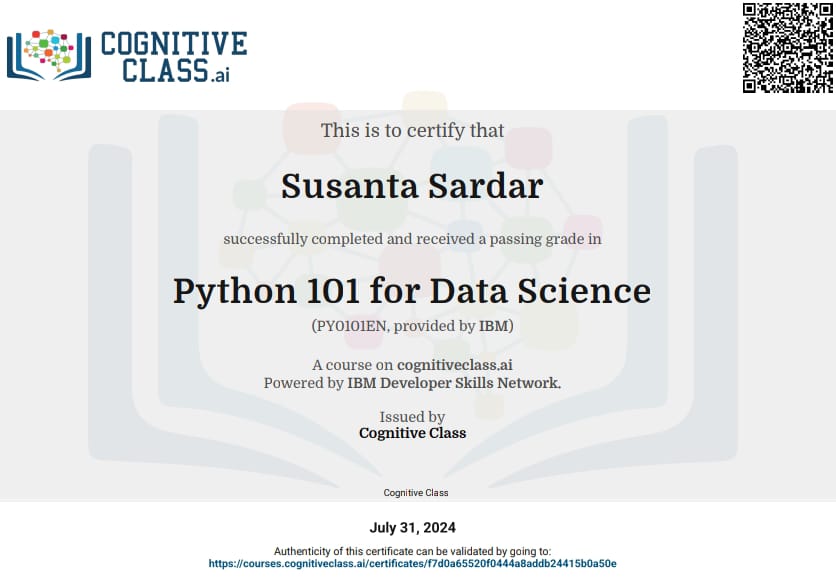 COGNITIVE
CLASS.ai
This is to certify that
Susanta Sardar
successfully completed and received a passing grade in
Python 101 for Data Science
(PY0101EN, provided by IBM)
A course on cognitiveclass.ai
Powered by IBM Developer Skills Network.
Issued by
Cognitive Class
Cognitive Class
July 31, 2024
Authenticity of this certificate can be validated by going to:
https://courses.cognitiveclass.ai/certificates/f7d0a65520f0444a8addb24415b0a50e